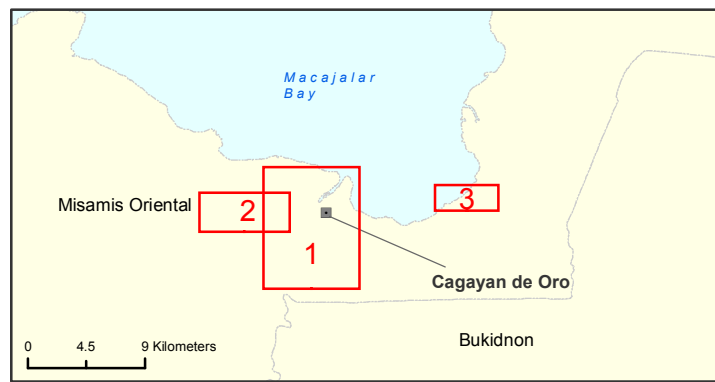 Macajalar
Bay
Misamis Oriental
2
3
1
Cagayan de Oro
0 4.5 9 Kilometers
Bukidnon